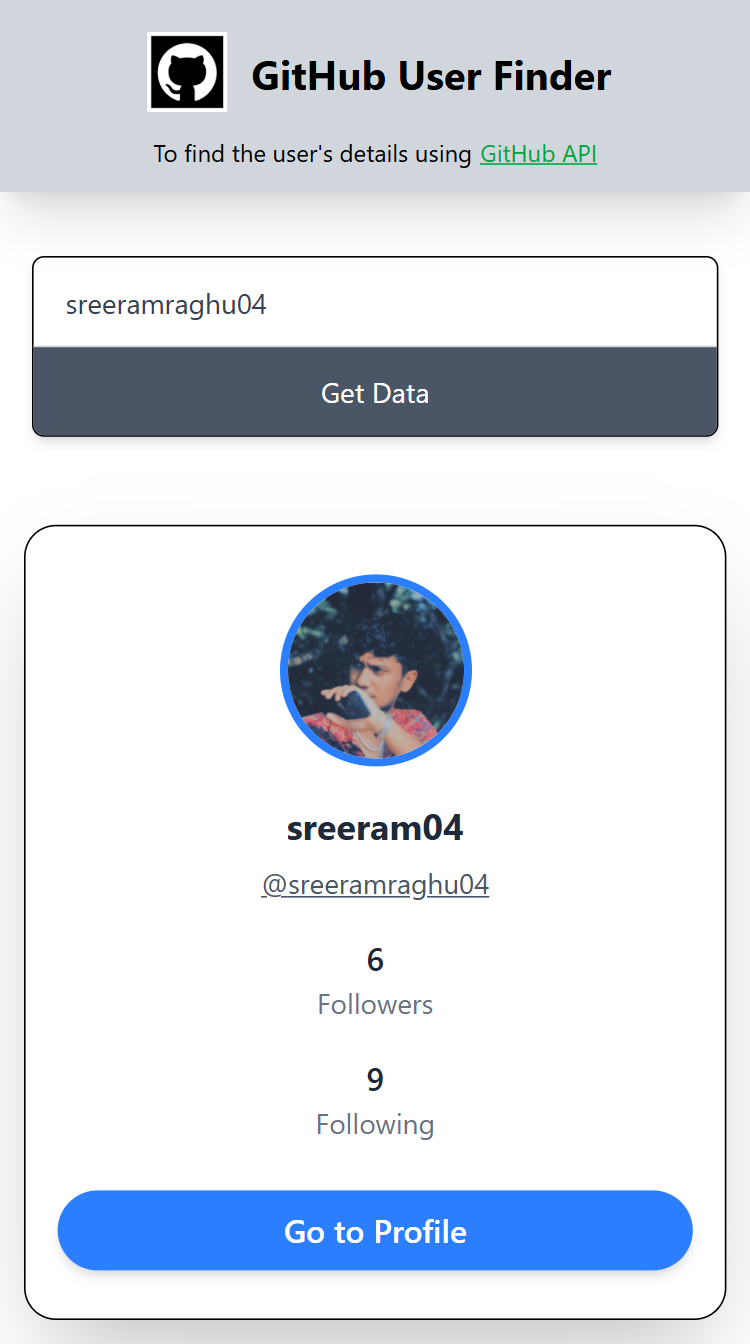 GitHub User Finder
To find the user's details using GitHub API
sreeramraghu04
Get Data
sreeram04
@sreeramraghu04
6
Followers
9
Following
Go to Profile